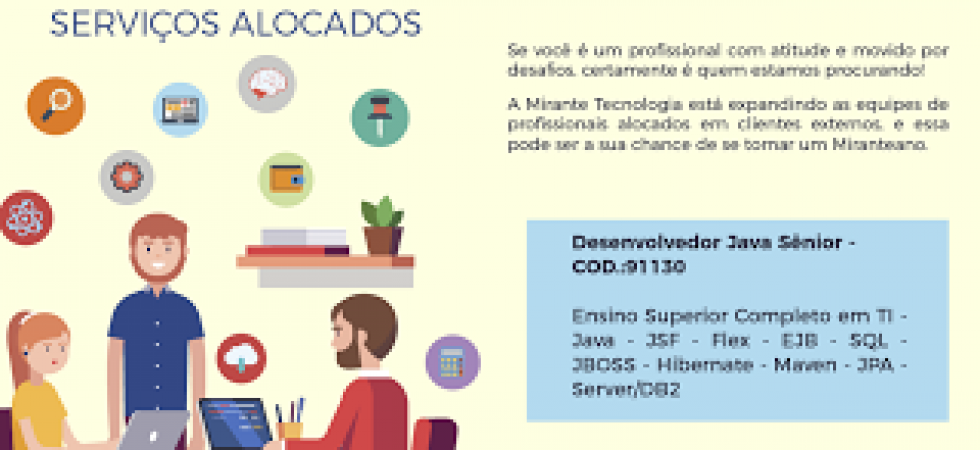 SERVIÇOS ALOCADOS
Se você é um profissional com atitude e movido por
desafios, certamente é quem estamos procurando!
A Mirante Tecnologia está expandindo as equipes de
profissionais alocados em clientes externos, e essa
pode ser a sua chance de se tornar um Miranteano.
Desenvolvedor Java Sênior -
COD.:91130
Ensino Superior Completo em TI -
Java - JSF - Flex - EJB - SQL -
JBOSS - Hibernate - Maven - JPA -
Server/DB2